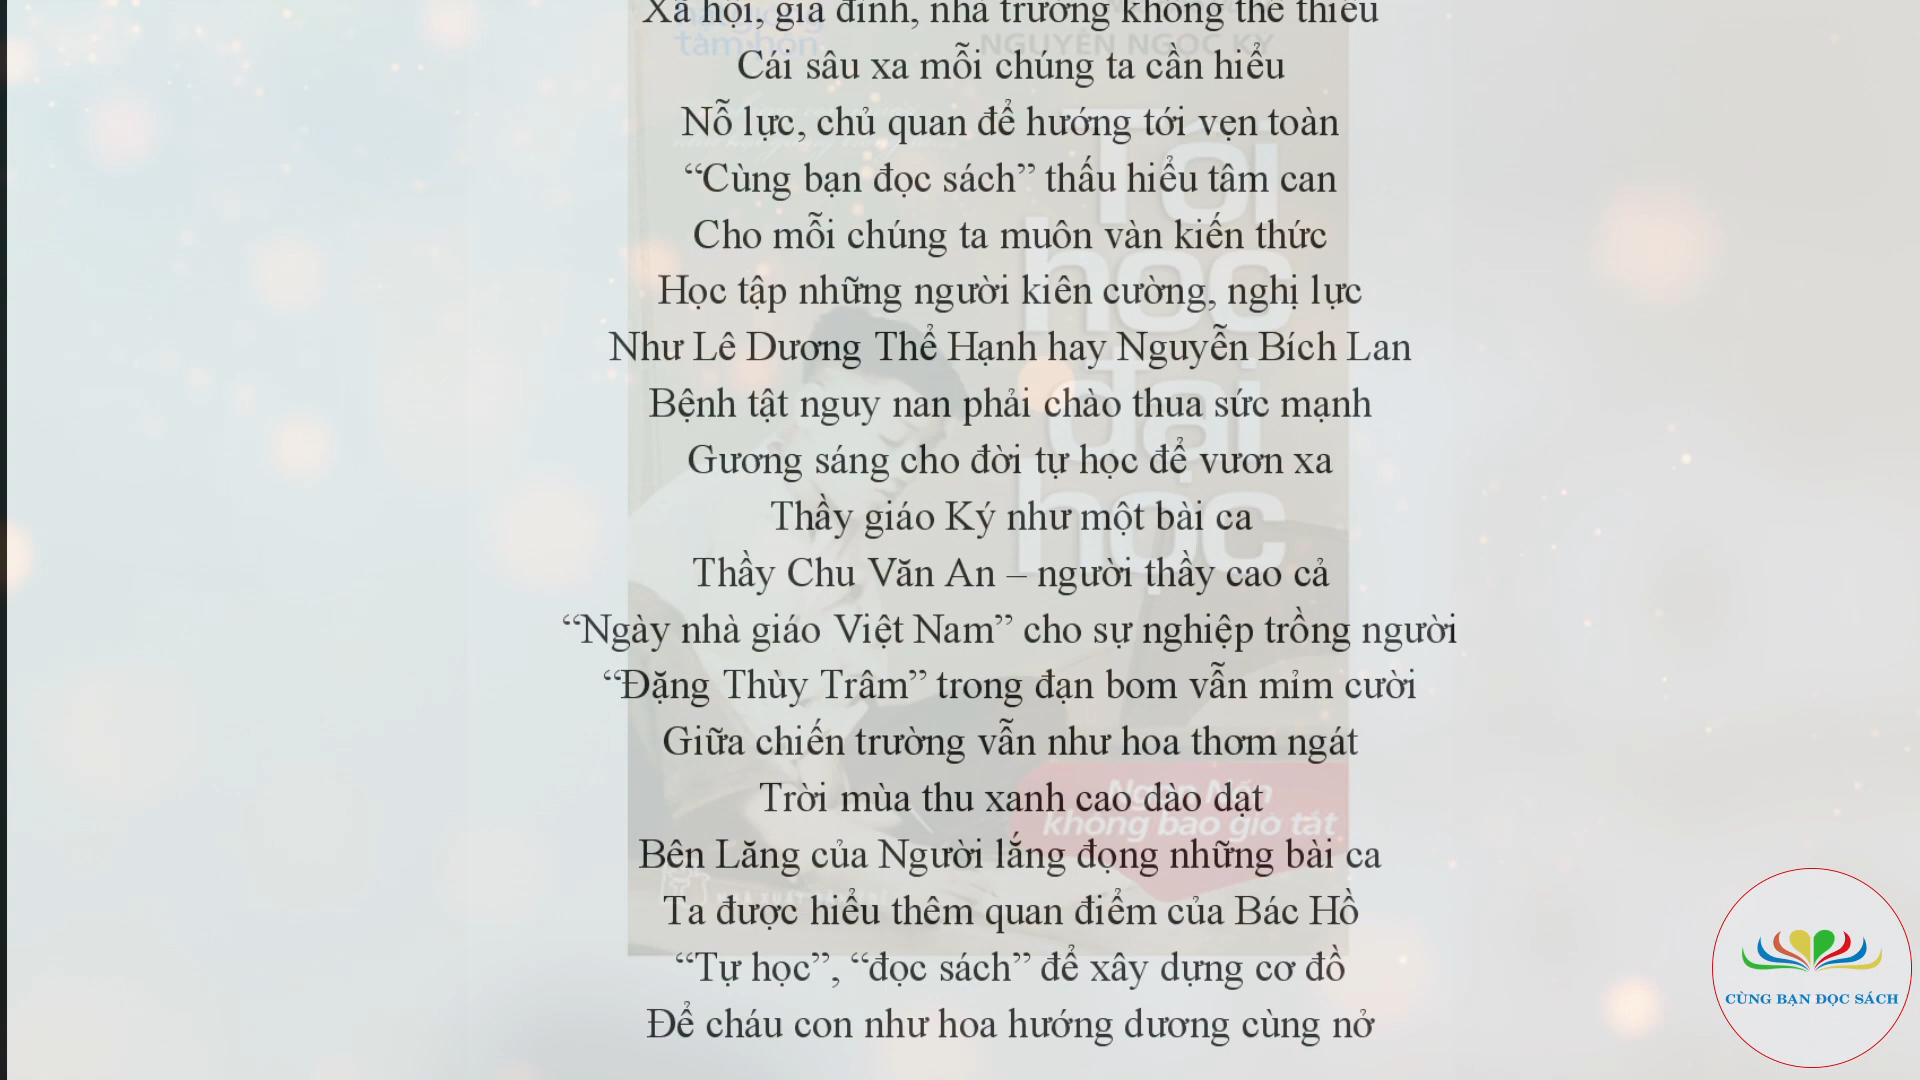 Xã hội, gia đình, nhà trường không thể thiếu
tâm hồn
NGUYỄN NGỌC KÝ
Cái sâu xa mỗi chúng ta cần hiểu
Nỗ lực, chủ quan để hướng tới vẹn toàn
“Cùng bạn đọc sách” thấu hiểu tâm can
Cho mỗi chúng ta muôn vàn kiến thức
Học tập những người kiên cường, nghị lực
Như Lê Dương Thể Hạnh hay Nguyễn Bích Lan
Bệnh tật nguy nan phải chào thua sức mạnh
Gương sáng cho đời tự học để vươn xa
Thầy giáo Ký như một bài ca
Thầy Chu Văn An – người thầy cao cả
“Ngày nhà giáo Việt Nam” cho sự nghiệp trồng người
“Đặng Thùy Trâm” trong đạn bom vẫn mỉm cười
Giữa chiến trường vẫn như hoa thơm ngát
Trời mùa thu xanh cao dào dạt
Bên Lăng của Người lắng đọng những bài ca
Ta được hiểu thêm quan điểm của Bác Hồ
“Tự học”, “đọc sách” để xây dựng cơ đồ
Để cháu con như hoa hướng dương cùng nở
Tôi
học
đại
học
không bao giờ tắt
CÙNG BẠN ĐỌC SÁCH